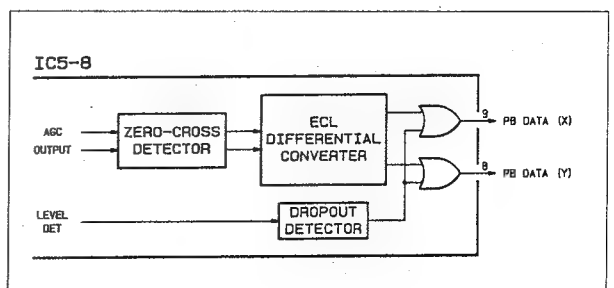 IC5-8
AGC
OUTPUT
ZERO-CROSS
DETECTOR
ECL
DIFFERENTIAL
CONVERTER
9
PB DATA (X)
8
PB DATA (Y)
LEVEL
DET
DROPOUT
DETECTOR